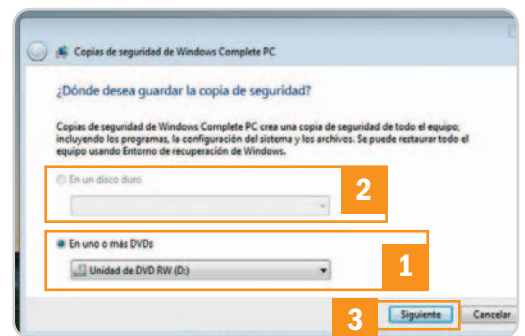 Copias de seguridad de Windows Complete PC
¿Dónde desea guardar la copia de seguridad?
Copias de seguridad de Windows Complete PC crea una copia de seguridad de todo el equipo,
incluyendo los programas, la configuración del sistema y los archivos. Se puede restaurar todo el
equipo usando Entorno de recuperación de Windows.
En un disco duro
2
En uno o más DVDs
Unidad de DVD RW (D:)
1
3
Siguiente
Cancelar